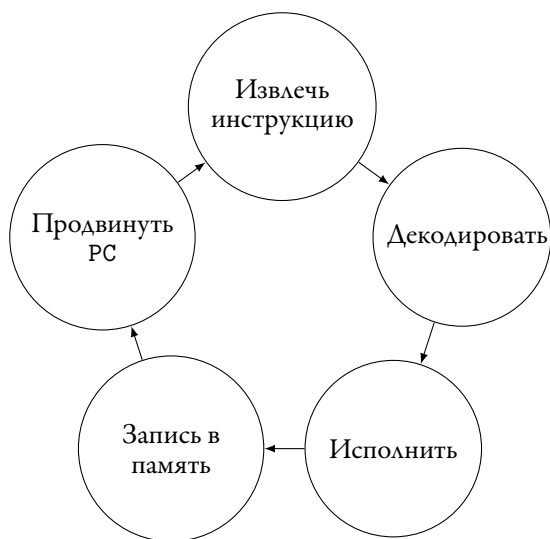 Извлечь
инструкцию
Декодировать
Исполнить
Запись в
память
Продвинуть
PC